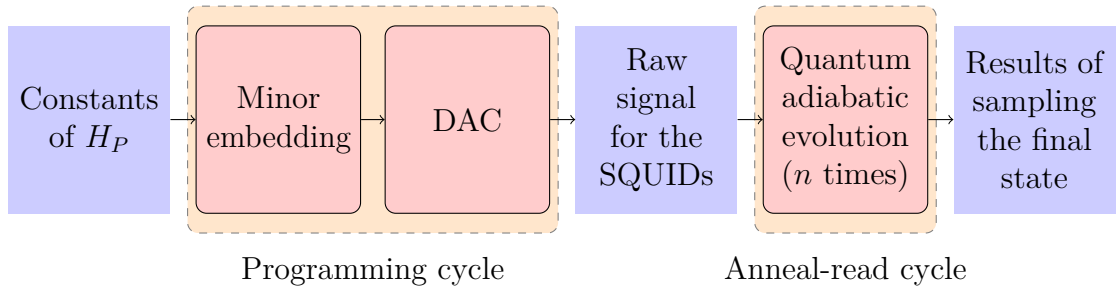 Constants
of H_P
Minor
embedding
DAC
Raw
signal
for the
SQUIDs
Quantum
adiabatic
evolution
(n times)
Results of
sampling
the final
state
Programming cycle
Anneal-read cycle